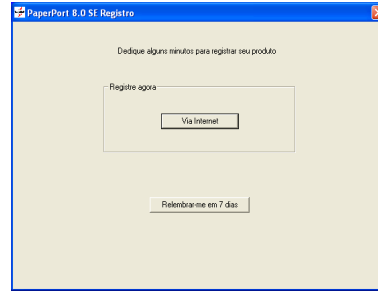 PaperPort 8.0 SE Registro
Dedique alguns minutos para registrar seu produto
Registre agora
Via Internet
Relembrar-me em 7 dias